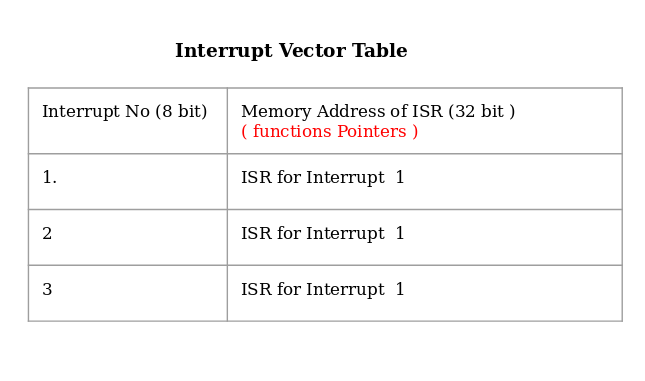 Interrupt Vector Table
Interrupt No (8 bit)
Memory Address of ISR (32 bit )
( functions Pointers )
1.
ISR for Interrupt  1
2
ISR for Interrupt  1
3
ISR for Interrupt  1